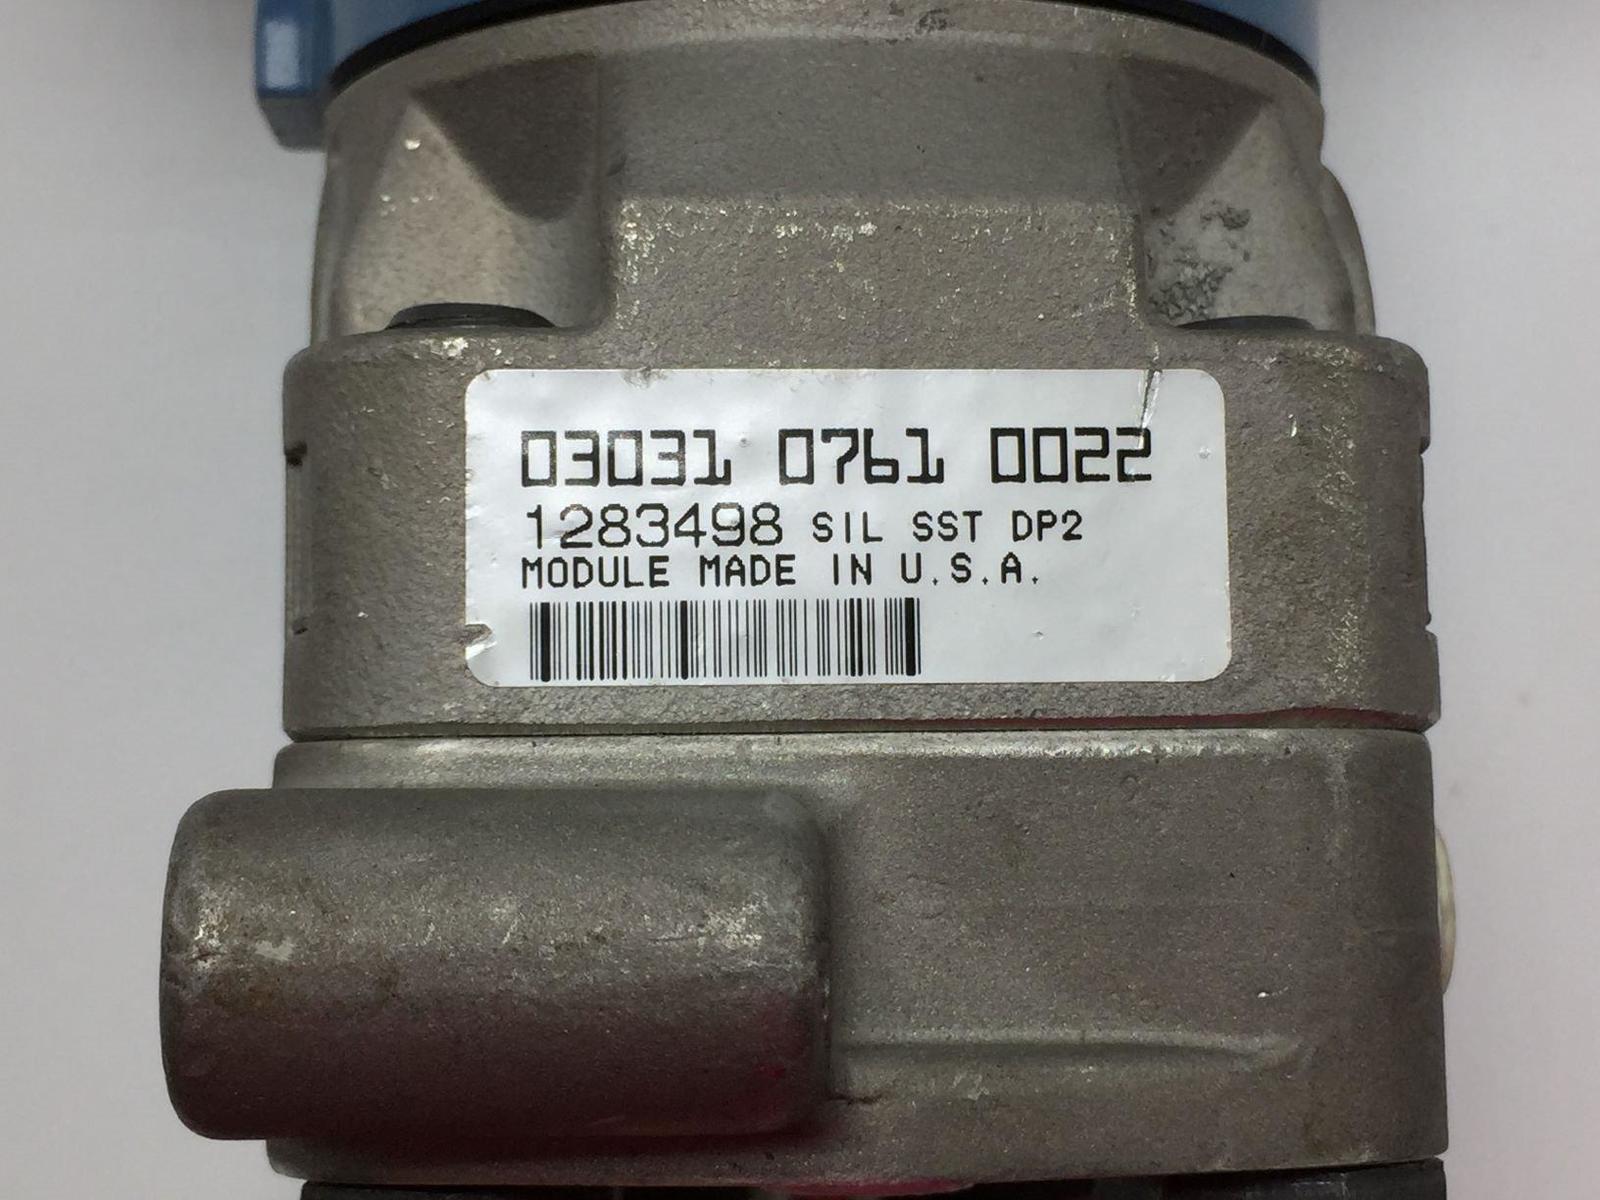 03031 0761 0022
1283498 SIL SST DP2
MODULE MADE IN U.S.A.